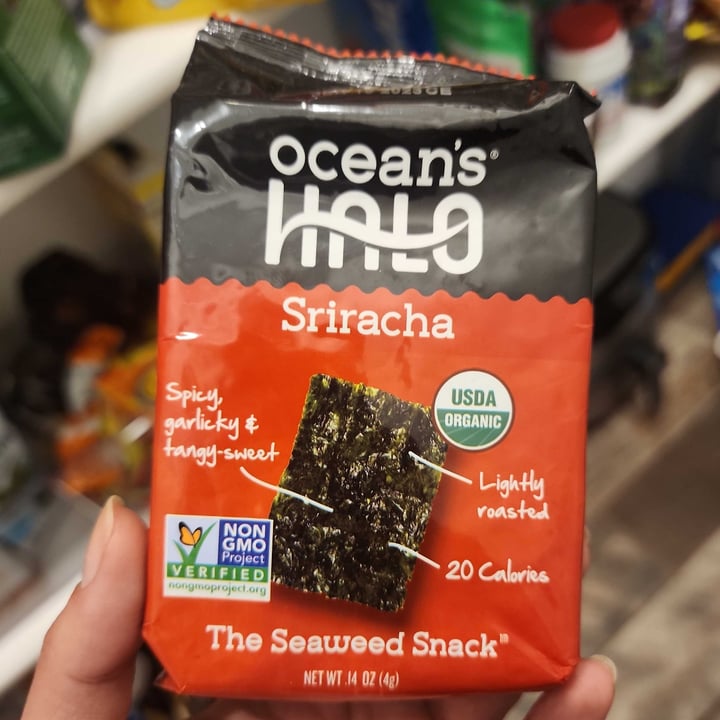 ocean's®
HALO
Sriracha
Spicy,
garlicky &
tangy-sweet
USDA
ORGANIC
Lightly
roasted
20 Calories
NON
GMO
Project
VERIFIED
nongmoproject.org
The Seaweed Snack™
NET WT .14 OZ (4g)